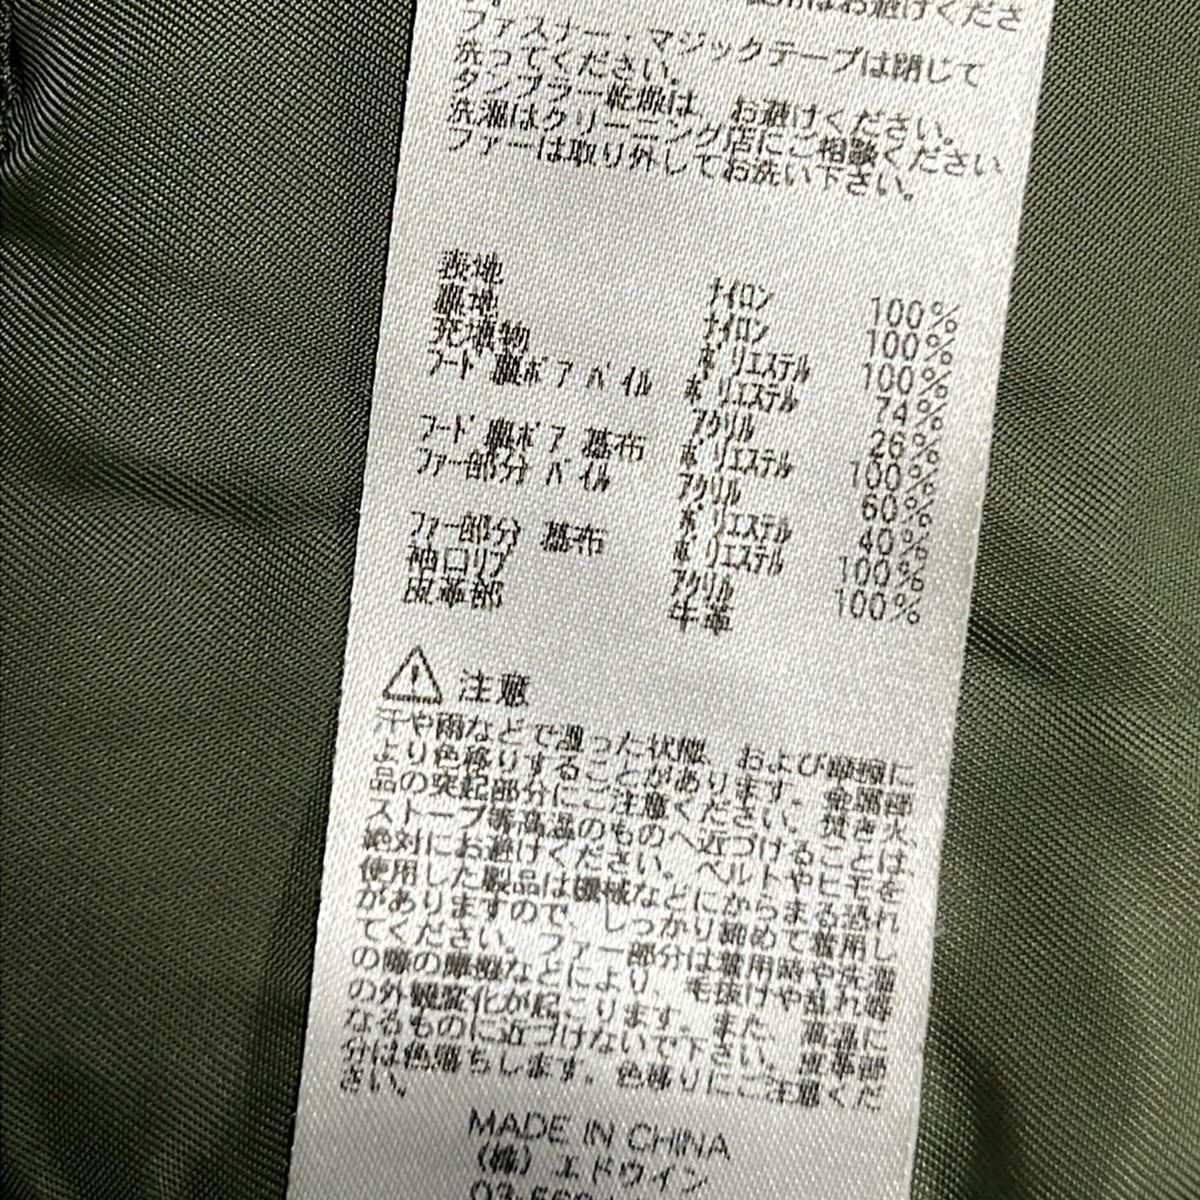 使用はお避けくださ
ファスナー・マジックテープは閉じて
洗ってください。
タンブラー乾燥は、お避けください。
洗濯はクリーニング店にご相談ください
ファーは取り外してお洗い下さい。
表地 ナイロン 100%
裏地 ナイロン 100%
充填物 ポリエステル 100%
フード裏ボア パイル ポリエステル 74%
アクリル 26%
フード裏ボア 基布 ポリエステル 100%
ファー部分 パイル アクリル 60%
ポリエステル 40%
ファー部分 基布 ポリエステル 100%
袖口リブ アクリル 100%
皮革部 牛革
注意
汗や雨などで湿った状態、および摩擦に
より色移りすることがあります。金属部
品の突起部分にご注意ください。焚き火、
ストーブ等高温のものへ近づけることは、
絶対にお避けください。ベルトやヒモを
使用した製品は機械などにからまる恐れ
がありますので、しっかり締めて着用し
てください。ファー部分は着用時や洗濯
の際の摩擦などにより、毛抜けや乱れ等
の外観変化が起こります。また、高温に
なるものに近づけないで下さい。皮革部
分は色落ちします。色移りにご注意くだ
さい。
MADE IN CHINA
(株) エドウイン